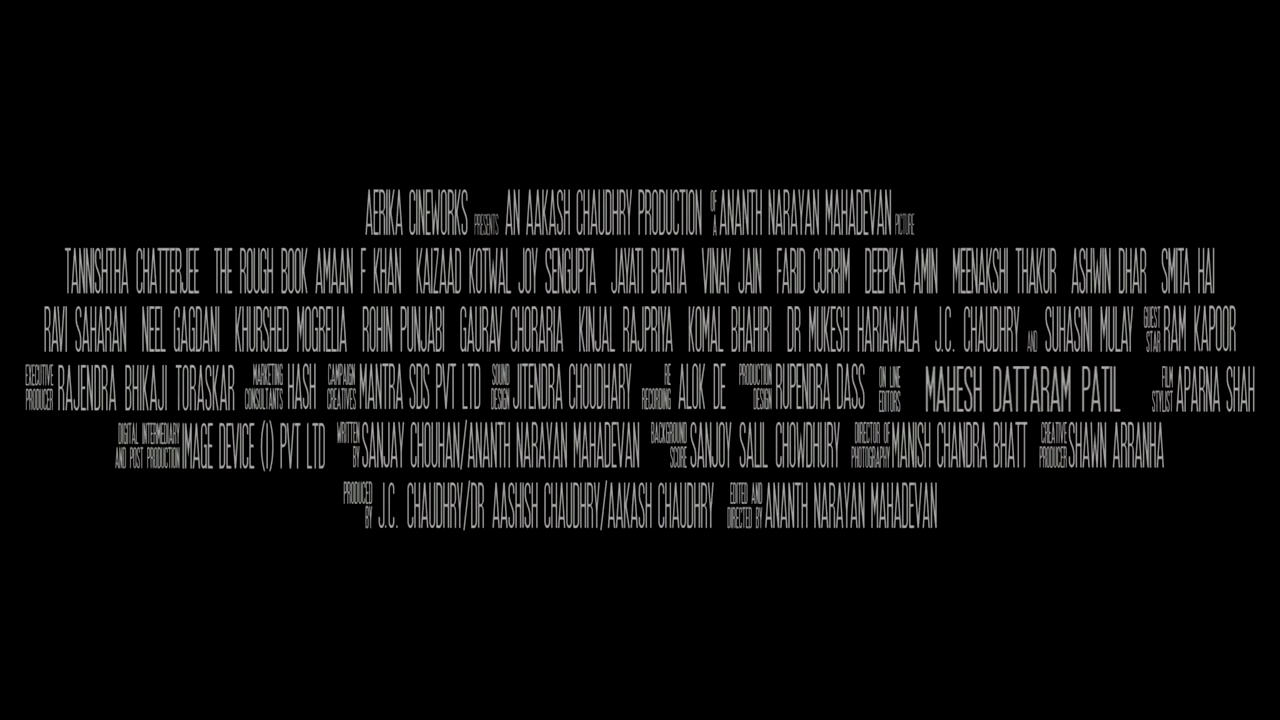 AERIKA CINEWORKS PRESENTS AN AAKASH CHAUDHRY PRODUCTION OF A ANANTH NARAYAN MAHADEVAN PICTURE
TANNISHTHA CHATTERJEE THE ROUGH BOOK AMAAN F KHAN KAIZAAD KOTWAL JOY SENGUPTA JAYATI BHATIA VINAY JAIN FARID CURRIM DEEPIKA AMIN MEENAKSHI THAKUR ASHWIN DHAR SMITA HAI
RAVI SAHARAN NEEL GAGDANI KHURSHED MOGRELIA ROHIN PUNJABI GAURAV CHORARIA KINJAL RAJPRIYA KOMAL BHAHIRI DR MUKESH HARIAWALA J.C. CHAUDHRY AND SUHASINI MULAY GUEST STAR RAM KAPOOR
EXECUTIVE PRODUCER RAJENDRA BHIKAJI TORASKAR MARKETING CONSULTANTS HASH CAMPAIGN CREATIVES MANTRA SDS PVT LTD SOUND DESIGN JITENDRA CHOUDHARY RE RECORDING ALOK DE PRODUCTION DESIGN RUPENDRA DASS ON LINE EDITORS MAHESH DATTARAM PATIL FILM STYLIST APARNA SHAH
DIGITAL INTERMEDIARY AND POST PRODUCTION IMAGE DEVICE (I) PVT LTD WRITTEN BY SANJAY CHOUHAN/ANANTH NARAYAN MAHADEVAN BACKGROUND SCORE SANJOY SALIL CHOWDHURY DIRECTOR OF PHOTOGRAPHY MANISH CHANDRA BHATT CREATIVE PRODUCER SHAWN ARRANHA
PRODUCED BY J.C. CHAUDHRY/DR AASHISH CHAUDHRY/AAKASH CHAUDHRY EDITED AND DIRECTED BY ANANTH NARAYAN MAHADEVAN